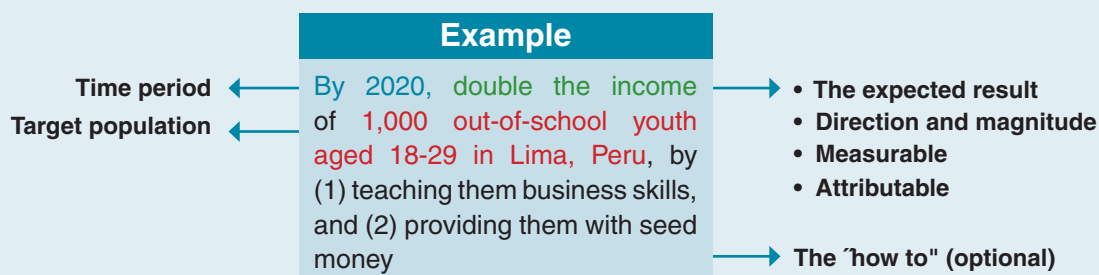 Example
Time period
Target population
By 2020, double the income
of 1,000 out-of-school youth
aged 18-29 in Lima, Peru, by
(1) teaching them business skills,
and (2) providing them with seed
money
• The expected result
• Direction and magnitude
• Measurable
• Attributable
The ˝how to" (optional)